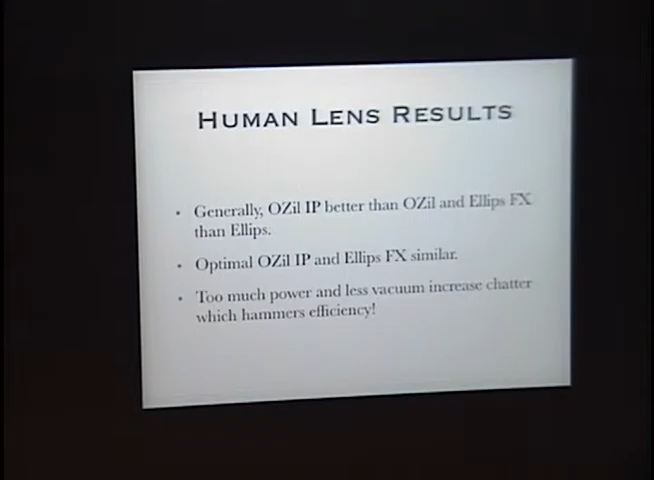 Human Lens Results
• Generally, OZil IP better than OZil and Ellips FX
than Ellips.
• Optimal OZil IP and Ellips FX similar.
• Too much power and less vacuum increase chatter
which hammers efficiency!